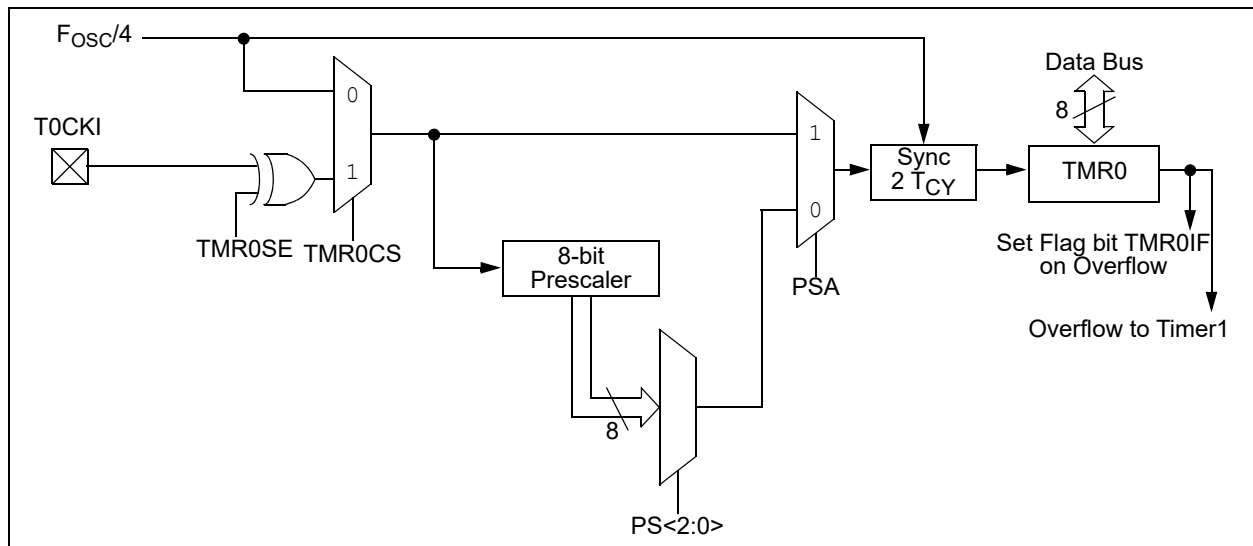 FOSC/4
Data Bus
8
T0CKI
0
1
1
0
Sync
2 TCY
TMR0
TMR0SE
TMR0CS
8-bit
Prescaler
PSA
Set Flag bit TMR0IF
on Overflow
Overflow to Timer1
8
PS<2:0>